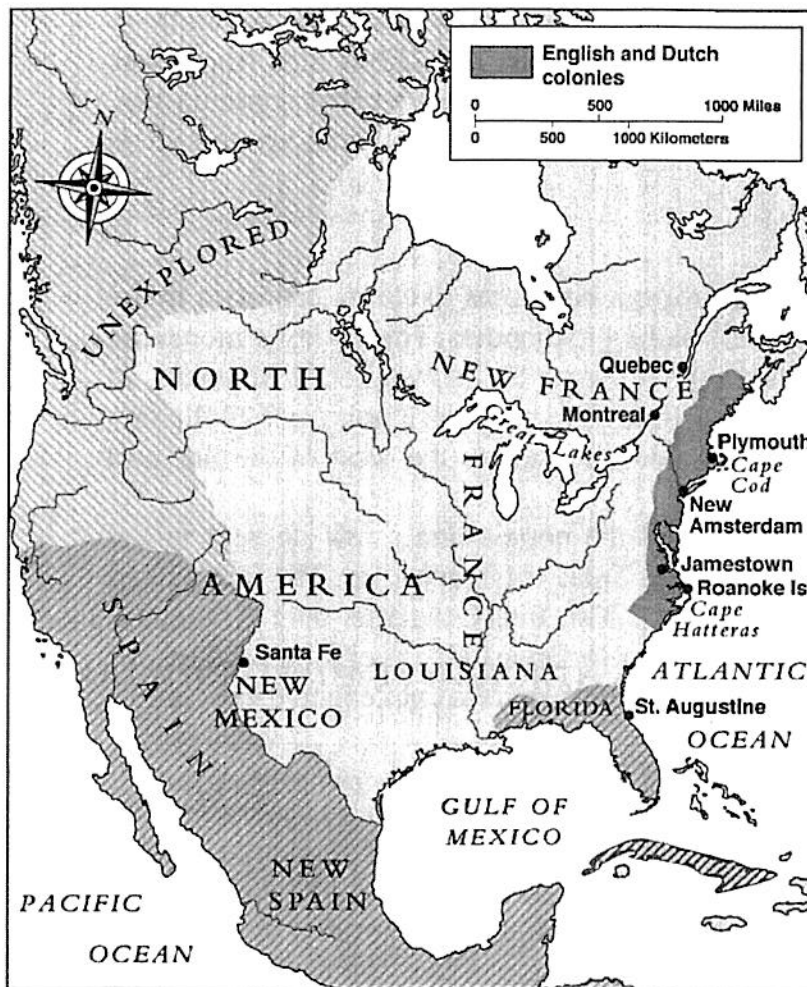 English and Dutch
colonies
0 500 1000 Miles
0 500 1000 Kilometers
N
UNEXPLORED
NORTH
AMERICA
NEW FRANCE
Quebec
Montreal
Great Lakes
FRANCE
Plymouth
Cape
Cod
New
Amsterdam
Jamestown
Roanoke Is
Cape
Hatteras
SPAIN
Santa Fe
NEW
MEXICO
LOUISIANA
ATLANTIC
OCEAN
FLORIDA
St. Augustine
GULF OF
MEXICO
NEW
SPAIN
PACIFIC
OCEAN